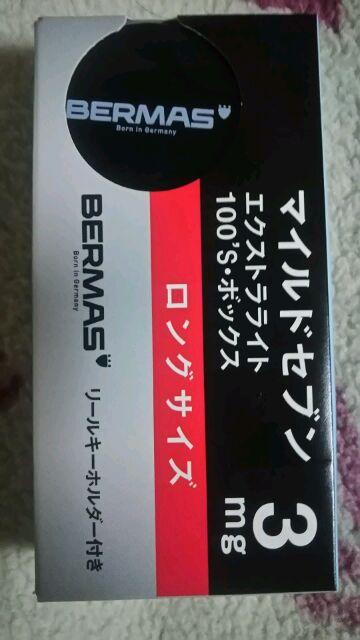 BERMAS
Born in Germany
マイルドセブン
エクストラライト
100'S・ボックス
3
mg
ロングサイズ
BERMAS
Born in Germany
リールキーホルダー付き